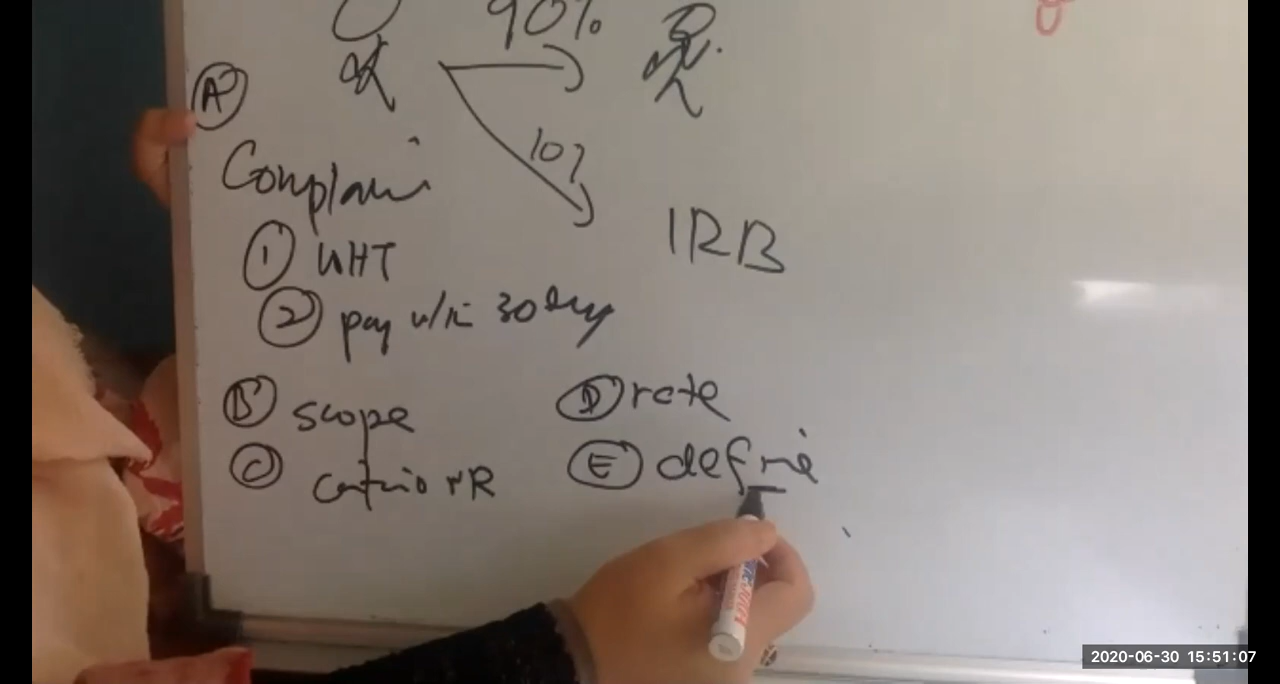 90%
A
10%
Complain
IRB
① WHT
② pay w/in 30 day
B scope
D rate
C
E define
2020-06-30 15:51:07